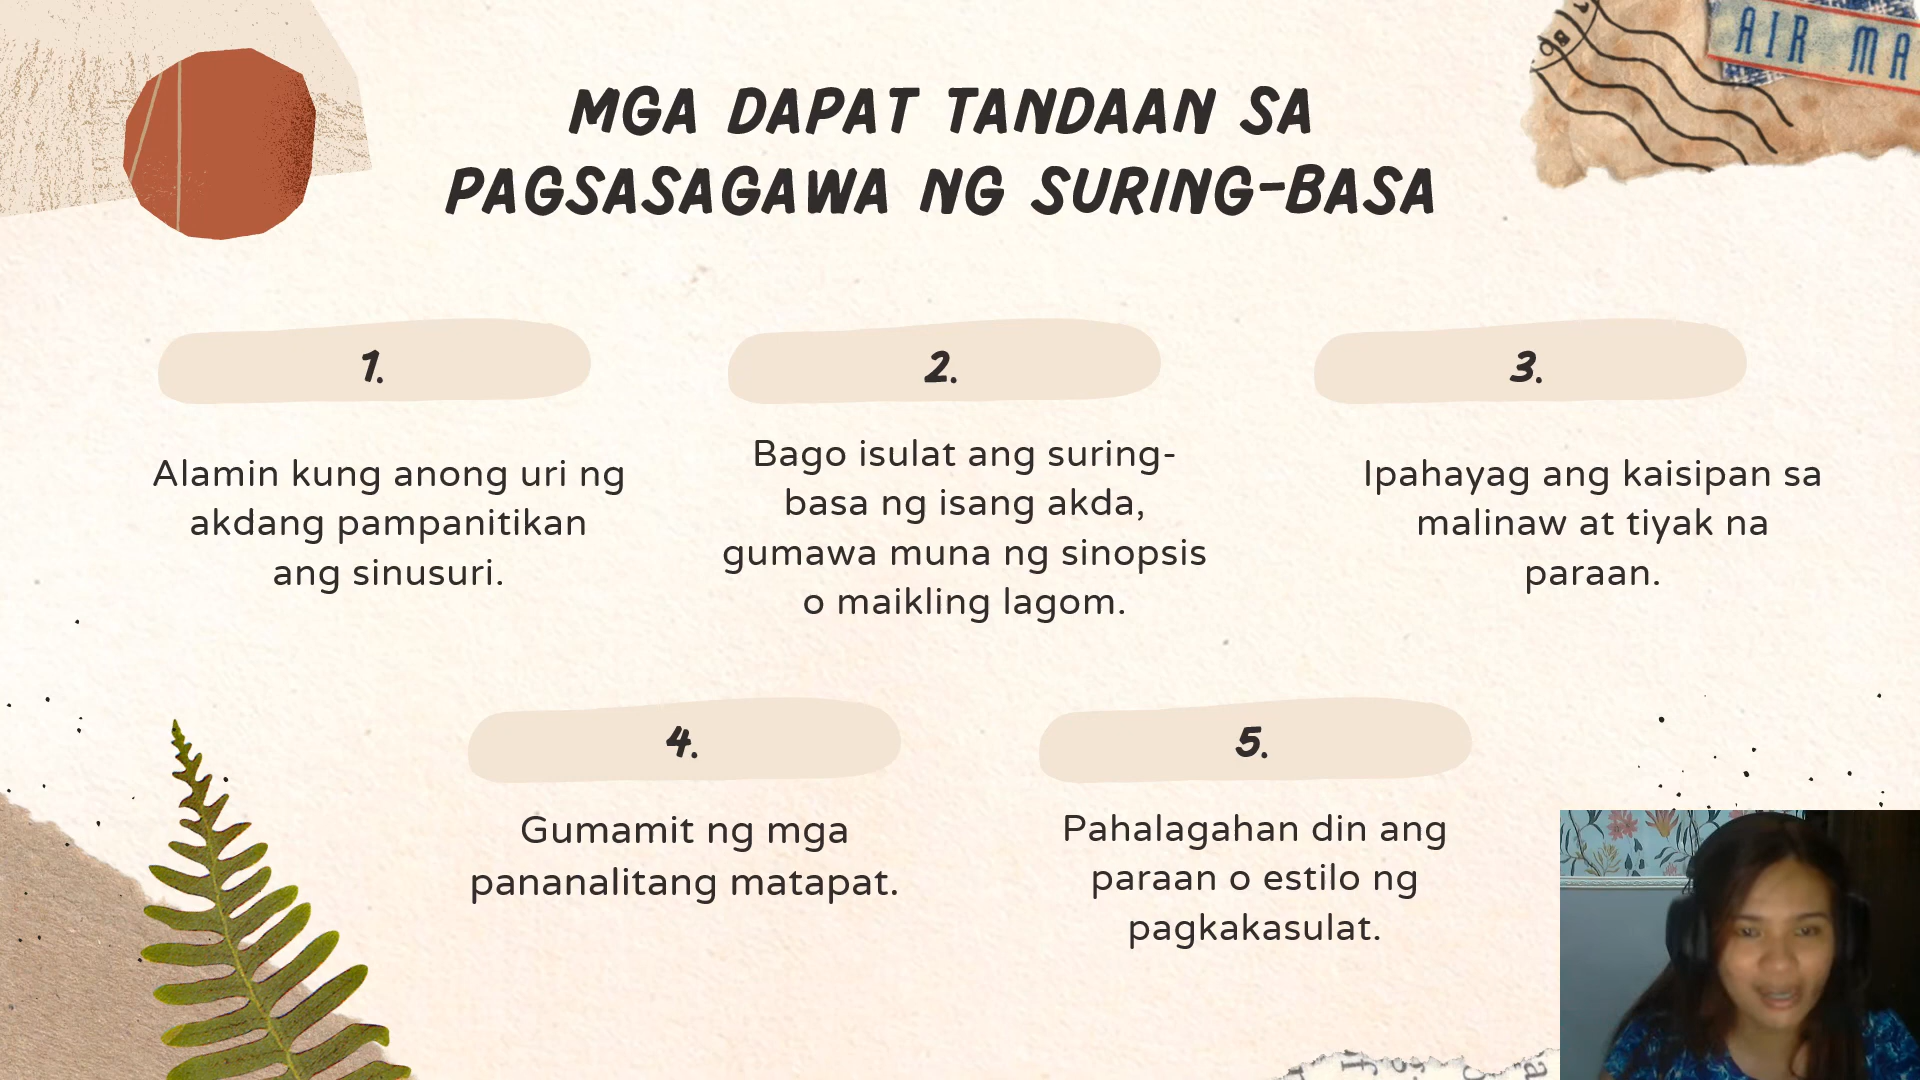 AIR MA
MGA DAPAT TANDAAN SA
PAGSASAGAWA NG SURING-BASA
1.
Alamin kung anong uri ng
akdang pampanitikan
ang sinusuri.
2.
Bago isulat ang suring-
basa ng isang akda,
gumawa muna ng sinopsis
o maikling lagom.
3.
Ipahayag ang kaisipan sa
malinaw at tiyak na
paraan.
4.
Gumamit ng mga
pananalitang matapat.
5.
Pahalagahan din ang
paraan o estilo ng
pagkakasulat.